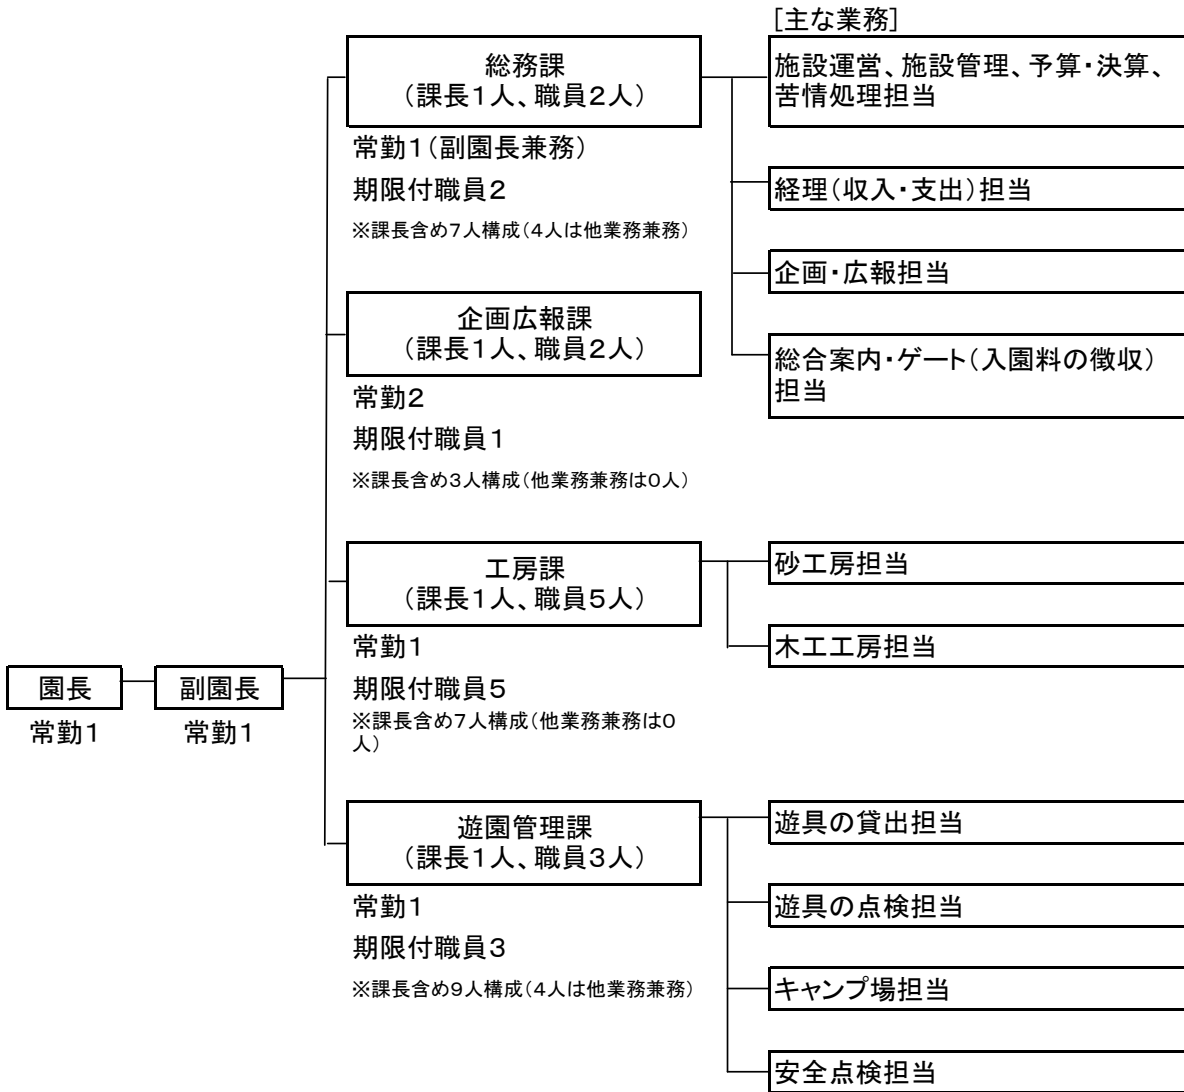 [主な業務]
総務課
(課長1人、職員2人)
常勤1(副園長兼務)
期限付職員2
※課長含め7人構成(4人は他業務兼務)
施設運営、施設管理、予算・決算、
苦情処理担当
経理(収入・支出)担当
企画・広報担当
総合案内・ゲート(入園料の徴収)
担当
企画広報課
(課長1人、職員2人)
常勤2
期限付職員1
※課長含め3人構成(他業務兼務は0人)
工房課
(課長1人、職員5人)
常勤1
期限付職員5
※課長含め7人構成(他業務兼務は0
人)
砂工房担当
木工工房担当
園長
常勤1
副園長
常勤1
遊園管理課
(課長1人、職員3人)
常勤1
期限付職員3
※課長含め9人構成(4人は他業務兼務)
遊具の貸出担当
遊具の点検担当
キャンプ場担当
安全点検担当